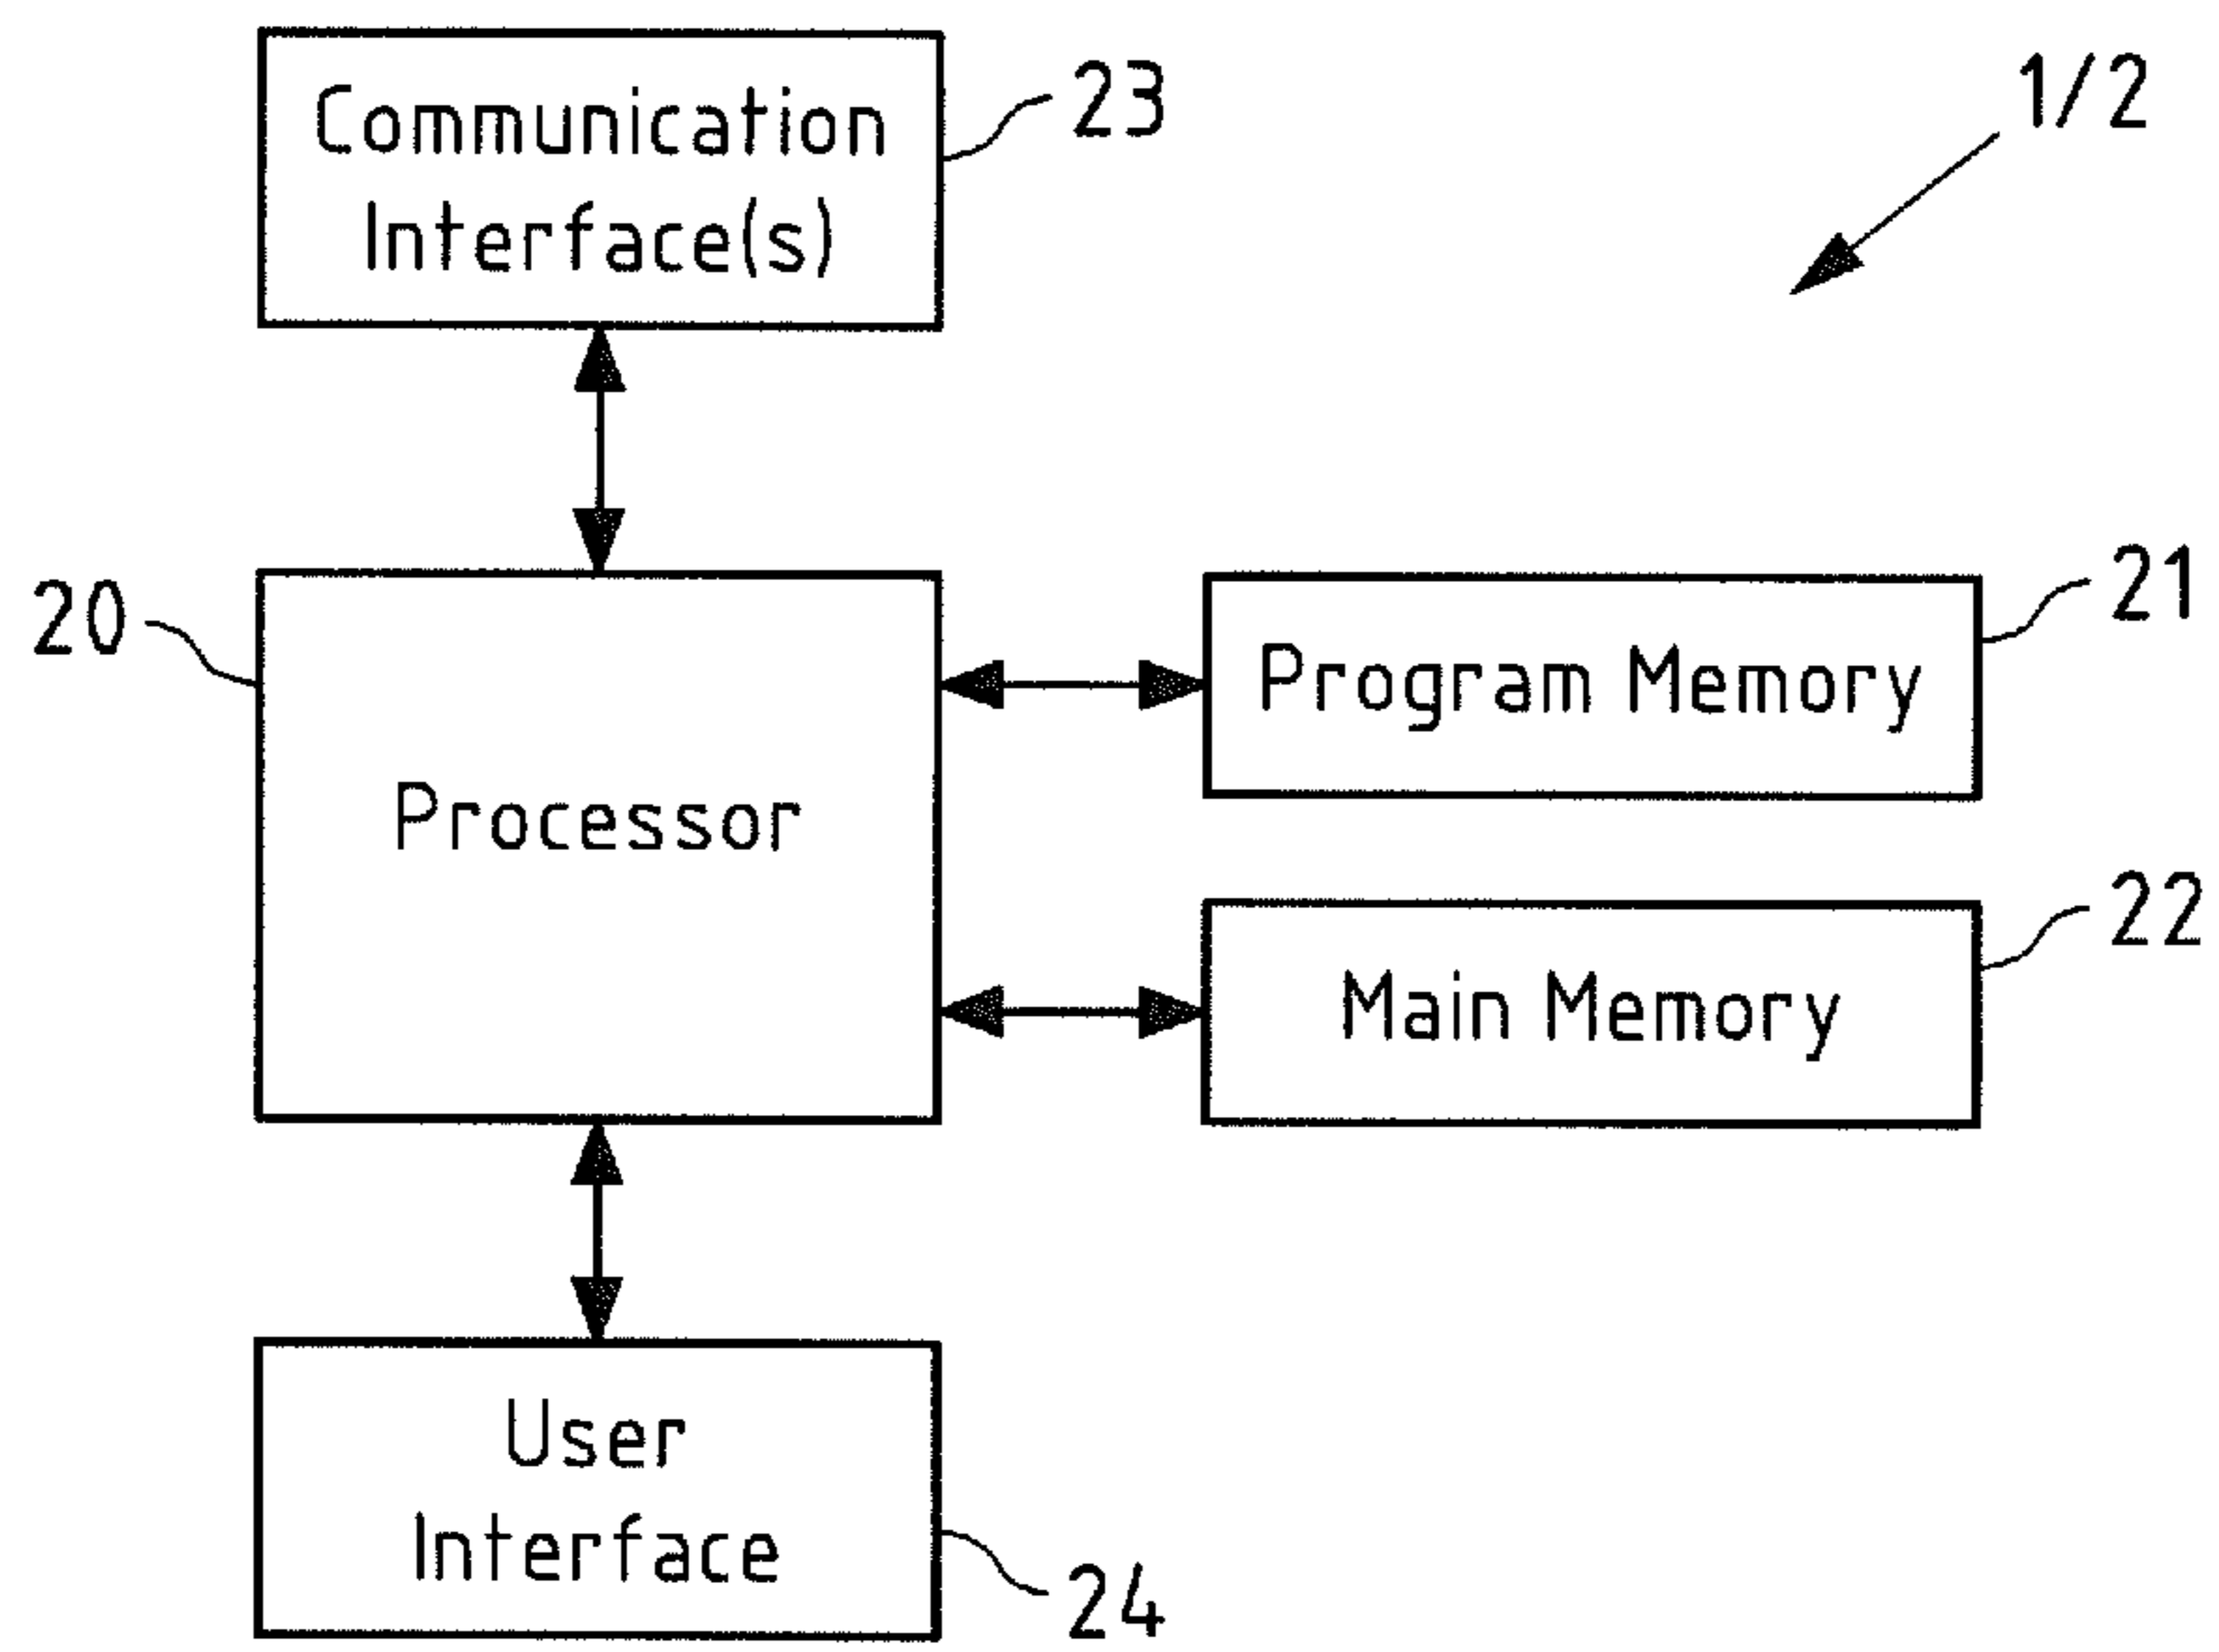 Communication
Interface(s)
23
1/2
20
Processor
Program Memory
21
Main Memory
22
User
Interface
24